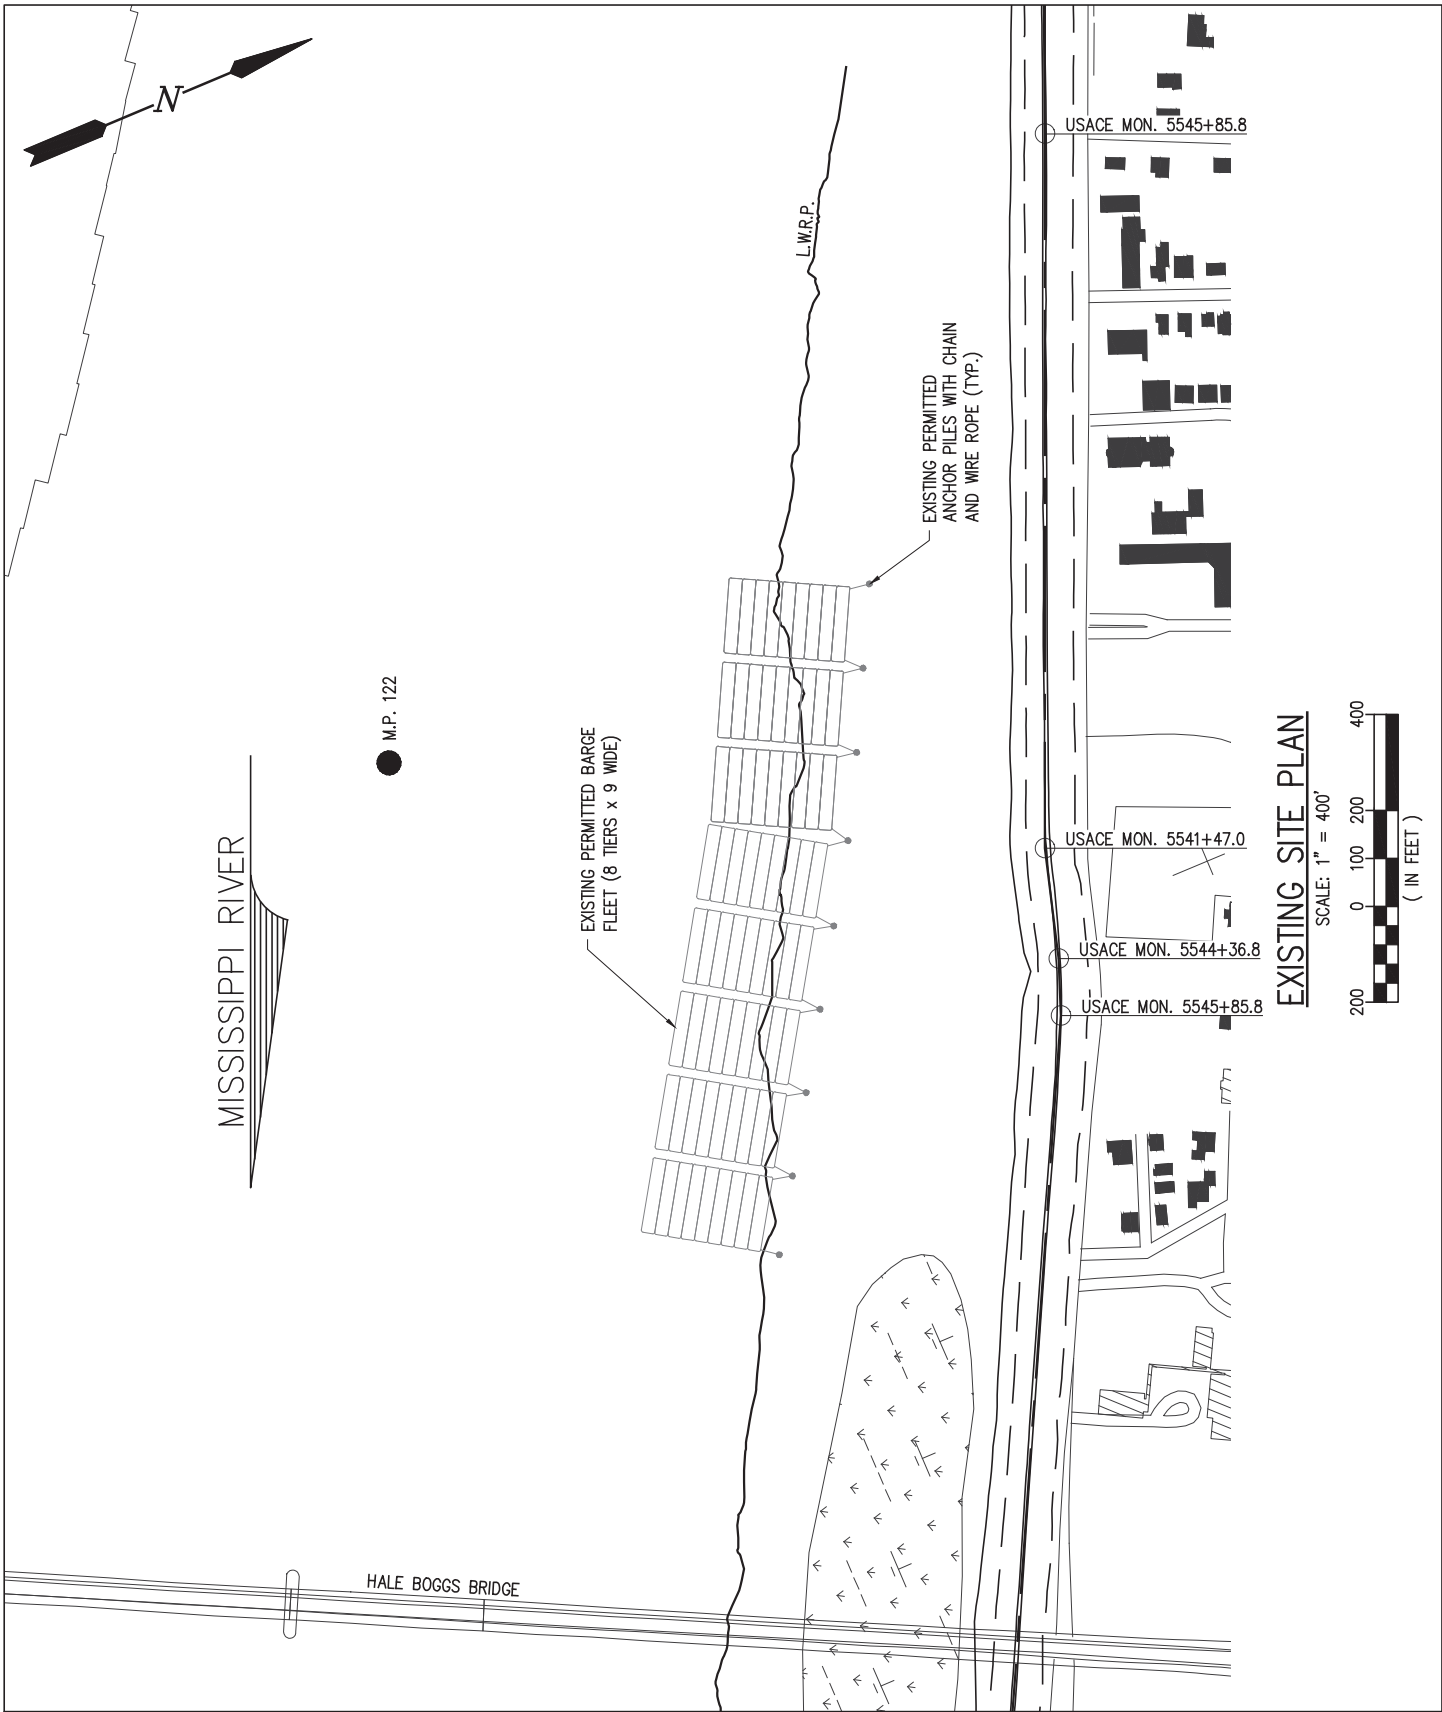 N
USACE MON. 5545+85.8
L.W.R.P.
EXISTING PERMITTED
ANCHOR PILES WITH CHAIN
AND WIRE ROPE (TYP.)
M.P. 122
MISSISSIPPI RIVER
EXISTING PERMITTED BARGE
FLEET (8 TIERS x 9 WIDE)
USACE MON. 5541+47.0
USACE MON. 5544+36.8
USACE MON. 5545+85.8
HALE BOGGS BRIDGE
EXISTING SITE PLAN
SCALE: 1" = 400'
200 0 100 200 400
( IN FEET )